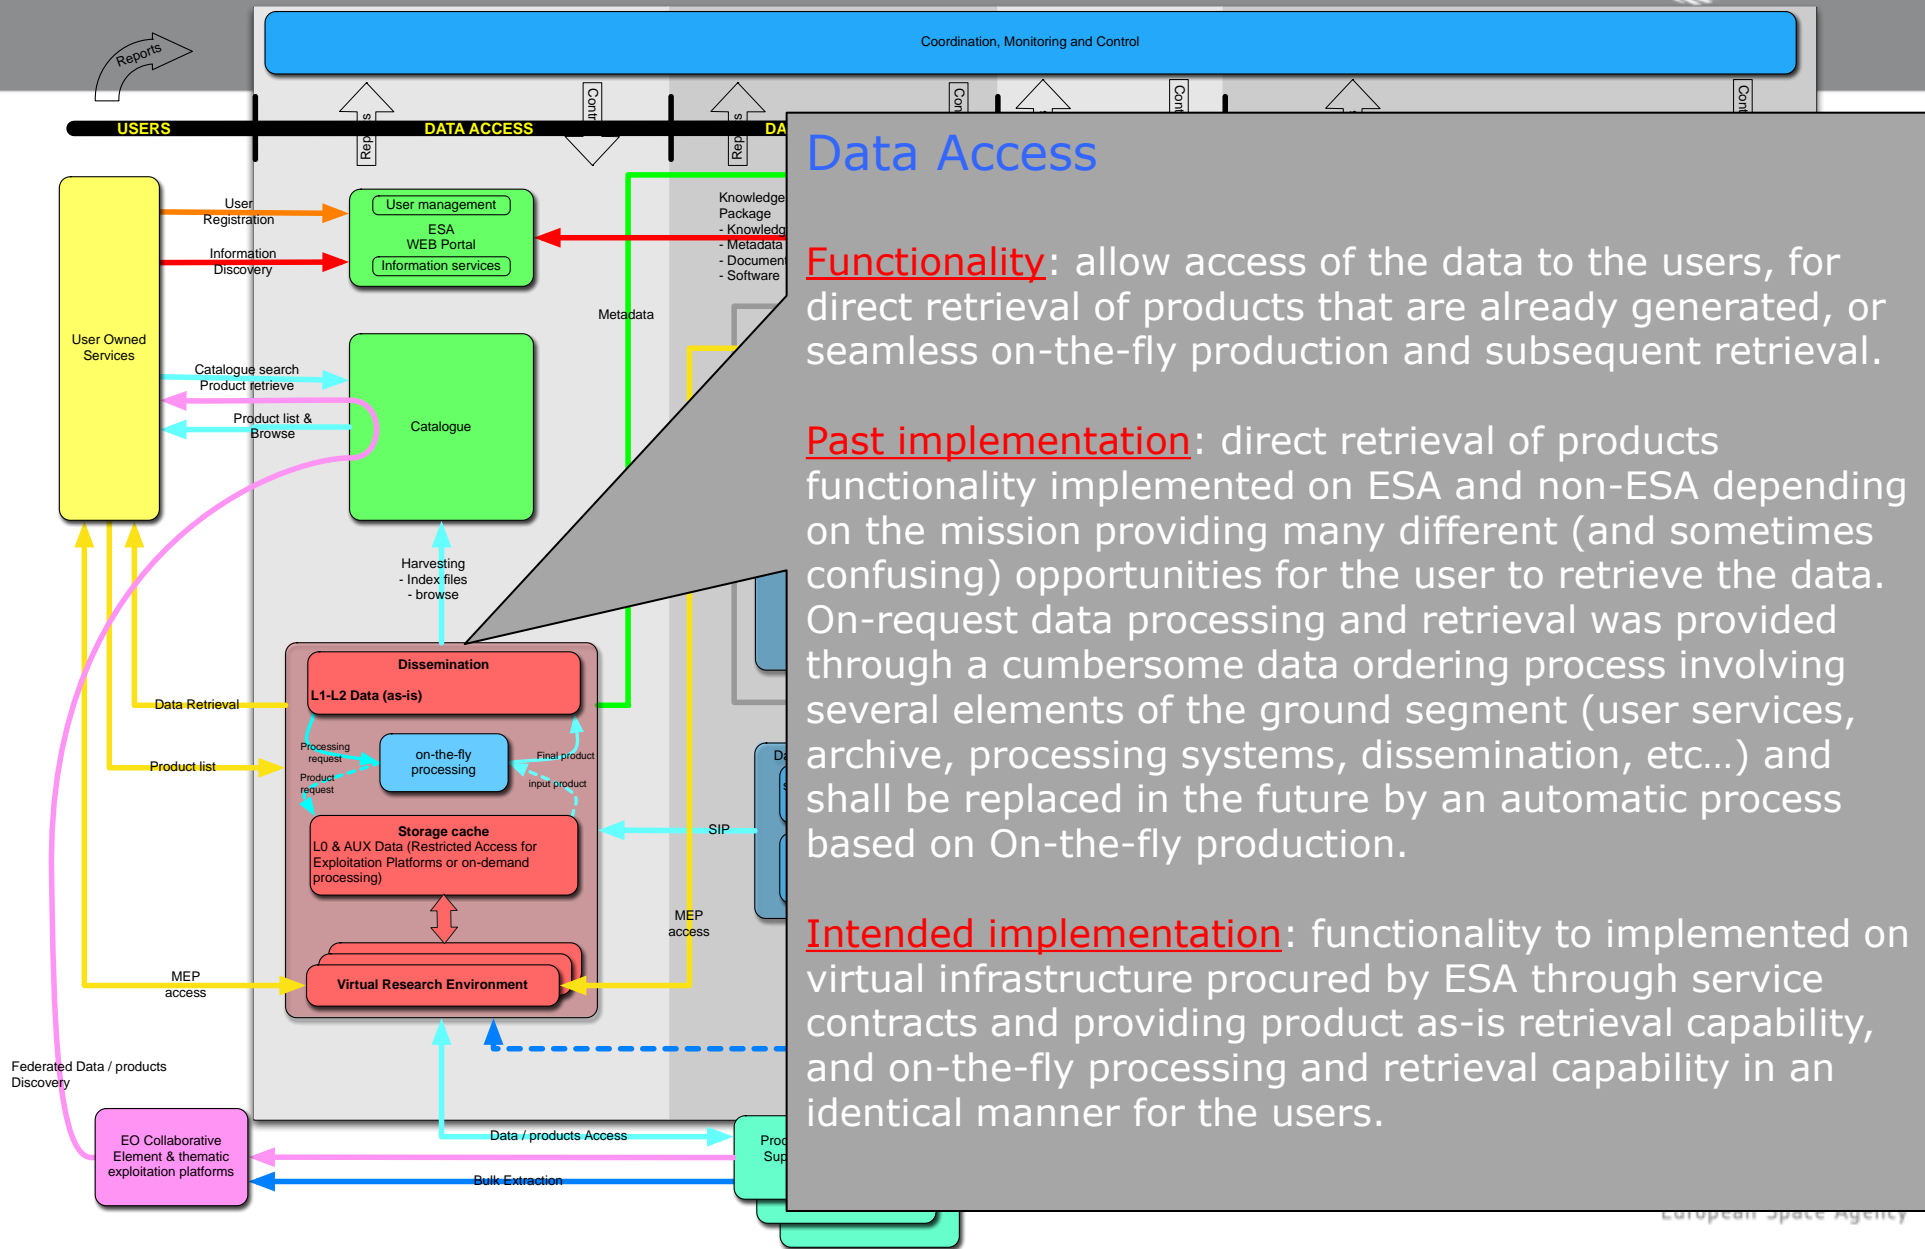 Coordination, Monitoring and Control
Reports
USERS
DATA ACCESS
User
Registration
Information
Discovery
User management
ESA
WEB Portal
Information services
Knowledge
Package
- Metadata
- Software
Metadata
User Owned
Services
Catalogue search
Product retrieve
Product list &
Browse
Catalogue
Harvesting
- Index files
- browse
Dissemination
L1-L2 Data (as-is)
Data Retrieval
Product list
Processing
request
Product
request
on-the-fly
processing
Final product
input product
Storage cache
L0 & AUX Data (Restricted Access for
Exploitation Platforms or on-demand
processing)
SIP
MEP
access
Virtual Research Environment
MEP
access
Federated Data / products
Discovery
EO Collaborative
Element & thematic
exploitation platforms
Data / products Access
Bulk Extraction
Data Access
Functionality: allow access of the data to the users, for
direct retrieval of products that are already generated, or
seamless on-the-fly production and subsequent retrieval.
Past implementation: direct retrieval of products
functionality implemented on ESA and non-ESA depending
on the mission providing many different (and sometimes
confusing) opportunities for the user to retrieve the data.
On-request data processing and retrieval was provided
through a cumbersome data ordering process involving
several elements of the ground segment (user services,
archive, processing systems, dissemination, etc…) and
shall be replaced in the future by an automatic process
based on On-the-fly production.
Intended implementation: functionality to implemented on
virtual infrastructure procured by ESA through service
contracts and providing product as-is retrieval capability,
and on-the-fly processing and retrieval capability in an
identical manner for the users.
European Space Agency